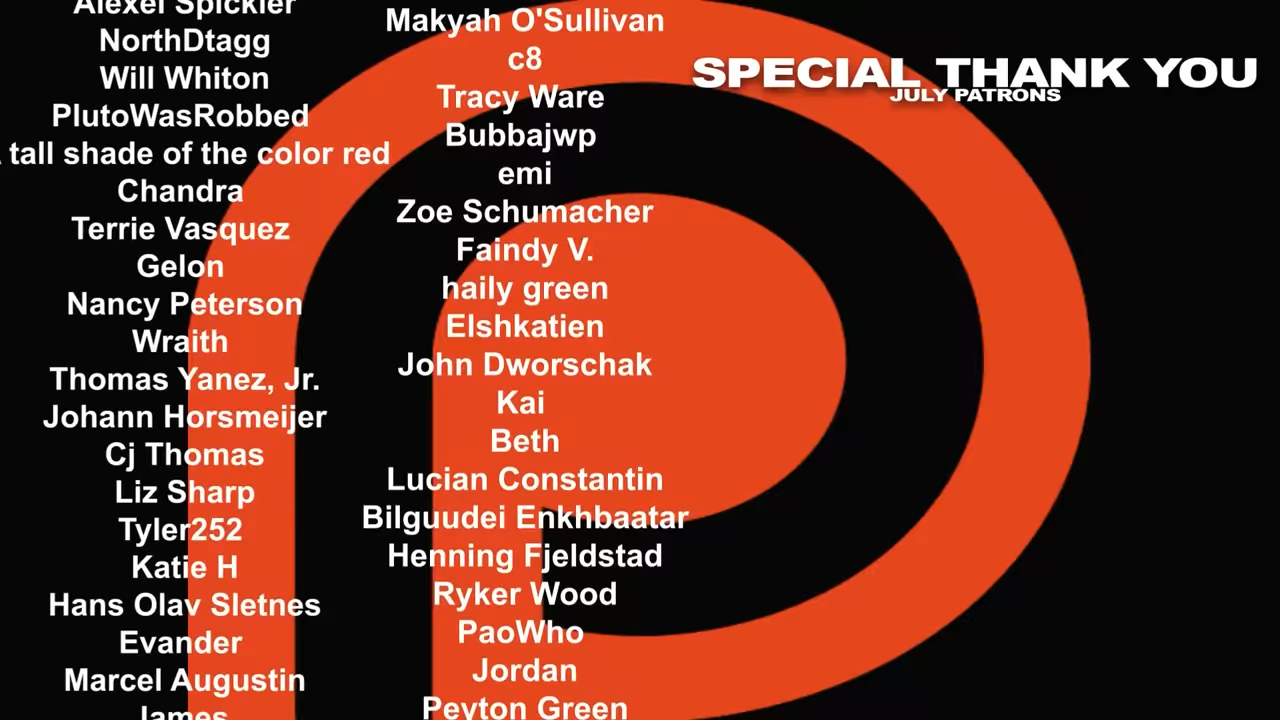 Alexei Spickler
NorthDtagg
Will Whiton
PlutoWasRobbed
tall shade of the color red
Chandra
Terrie Vasquez
Gelon
Nancy Peterson
Wraith
Thomas Yanez, Jr.
Johann Horsmeijer
Cj Thomas
Liz Sharp
Tyler252
Katie H
Hans Olav Sletnes
Evander
Marcel Augustin
James
Makyah O'Sullivan
c8
Tracy Ware
Bubbajwp
emi
Zoe Schumacher
Faindy V.
haily green
Elshkatien
John Dworschak
Kai
Beth
Lucian Constantin
Bilguudei Enkhbaatar
Henning Fjeldstad
Ryker Wood
PaoWho
Jordan
Peyton Green
SPECIAL THANK YOU
JULY PATRONS